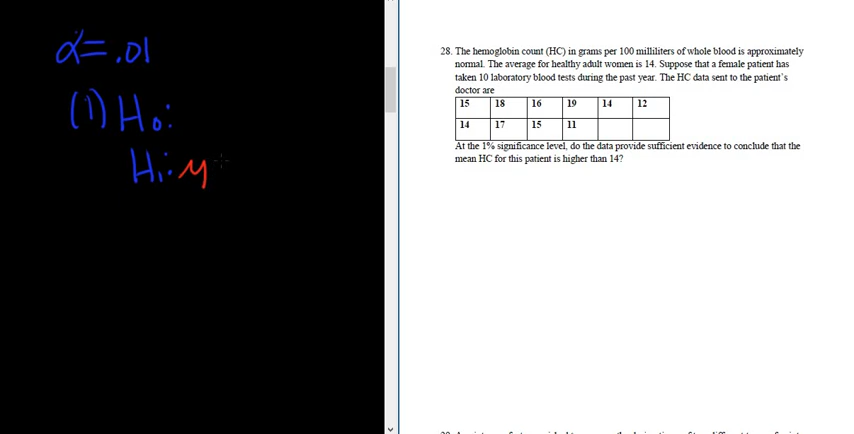 α = .01
(1) H₀:
H₁: μ
28. The hemoglobin count (HC) in grams per 100 milliliters of whole blood is approximately
normal. The average for healthy adult women is 14. Suppose that a female patient has
taken 10 laboratory blood tests during the past year. The HC data sent to the patient's
doctor are
15 18 16 19 14 12
14 17 15 11
At the 1% significance level, do the data provide sufficient evidence to conclude that the
mean HC for this patient is higher than 14?